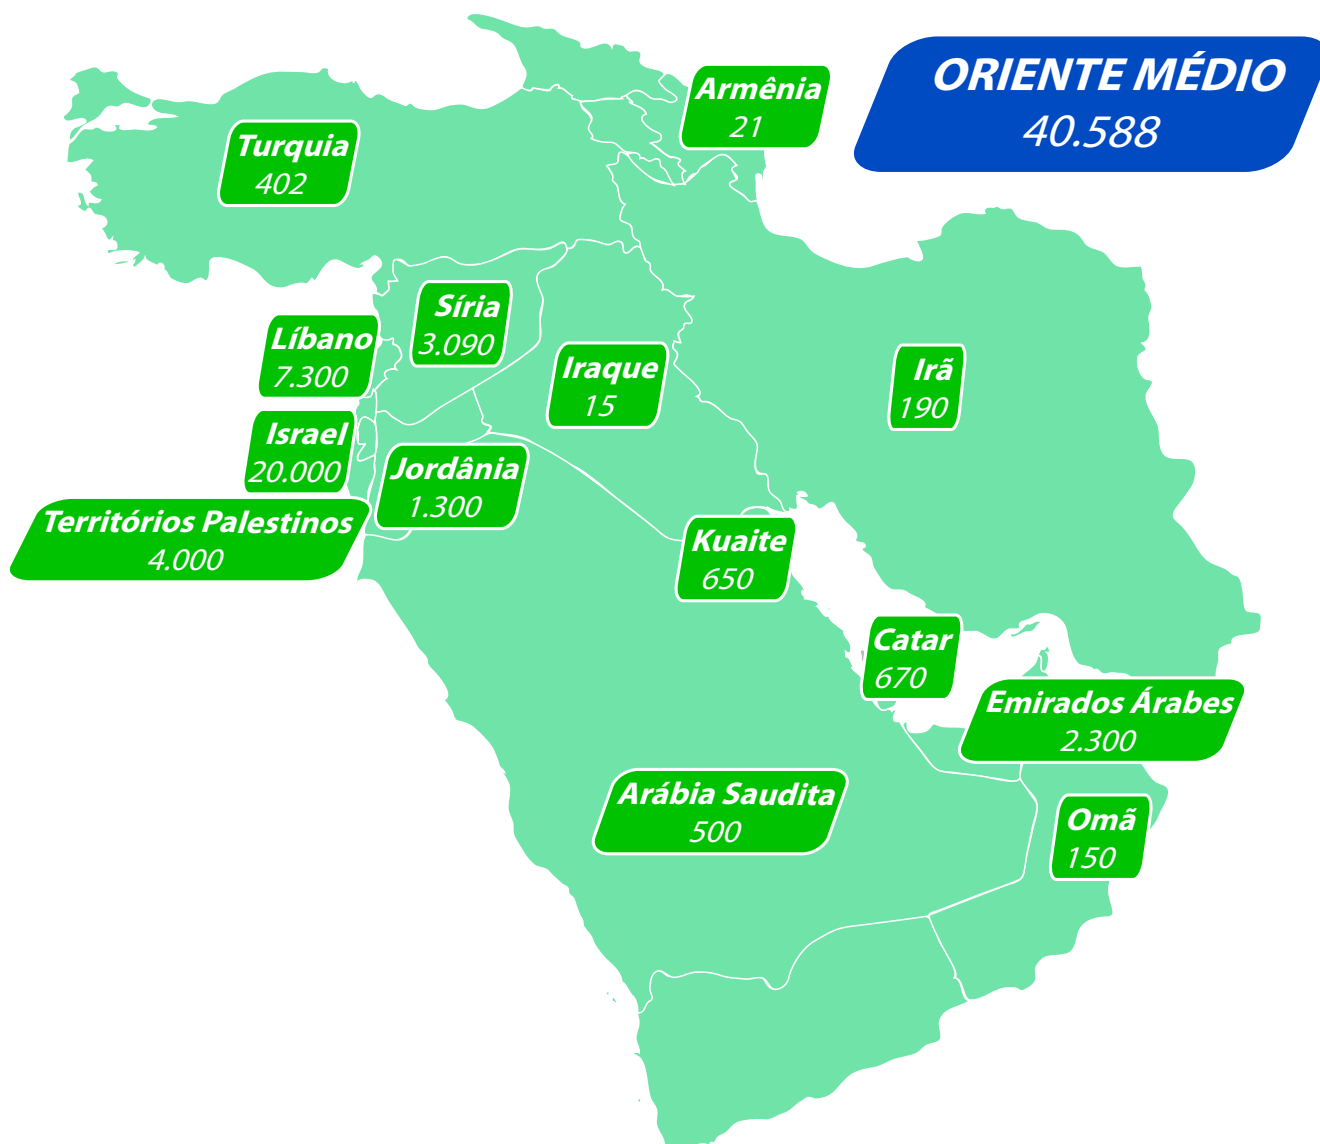 ORIENTE MÉDIO
40.588
Armênia
21
Turquia
402
Síria
3.090
Líbano
7.300
Iraque
15
Irã
190
Israel
20.000
Jordânia
1.300
Territórios Palestinos
4.000
Kuaite
650
Catar
670
Emirados Árabes
2.300
Arábia Saudita
500
Omã
150